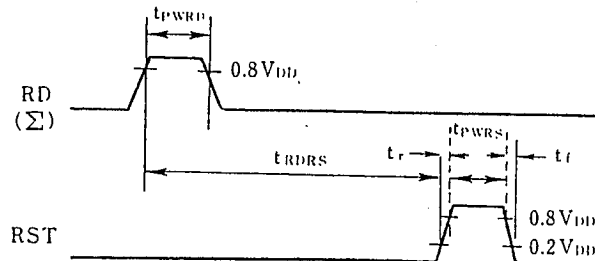 tPWRD
0.8VDD
RD
(Σ)
tPWRS
tr
tf
tRDRS
0.8VDD
RST
0.2VDD